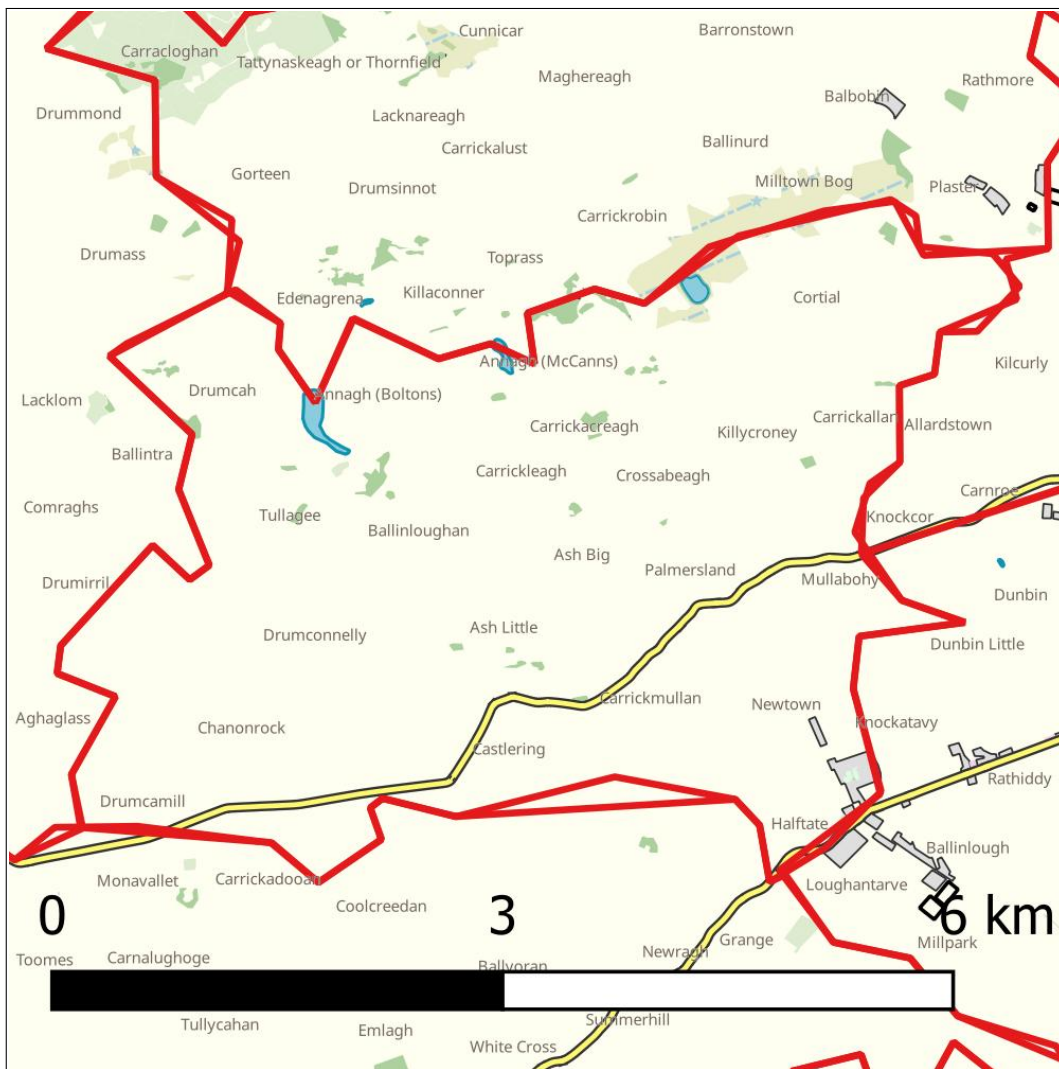 Cunnicar
Barronstown
Carracloghan
Tattynaskeagh or Thornfield
Maghereagh
Rathmore
Balbobin
Drummond
Lacknareagh
Carrickalust
Ballinurd
Gorteen
Drumsinnot
Milltown Bog
Plaster
Carrickrobin
Drumass
Toprass
Edenagrena
Killaconner
Cortial
Annagh (McCanns)
Kilcurly
Drumcah
Annagh (Boltons)
Lacklom
Carrickallan
Allardstown
Carrickacreagh
Killycroney
Ballintra
Carrickleagh
Crossabeagh
Carnroe
Comraghs
Tullagee
Knockcor
Ballinloughan
Ash Big
Palmersland
Mullabohy
Drumirril
Dunbin
Ash Little
Drumconnelly
Dunbin Little
Carrickmullan
Newtown
Aghaglass
Chanonrock
Knockatavy
Castlering
Rathiddy
Drumcamill
Halftate
Ballinlough
Monavallet
Carrickadooan
Loughantarve
Coolcreedan
0 3 6 km
Grange
Millpark
Newragh
Toomes
Carnalughoge
Ballyoran
Tullycahan
Emlagh
Summerhill
White Cross